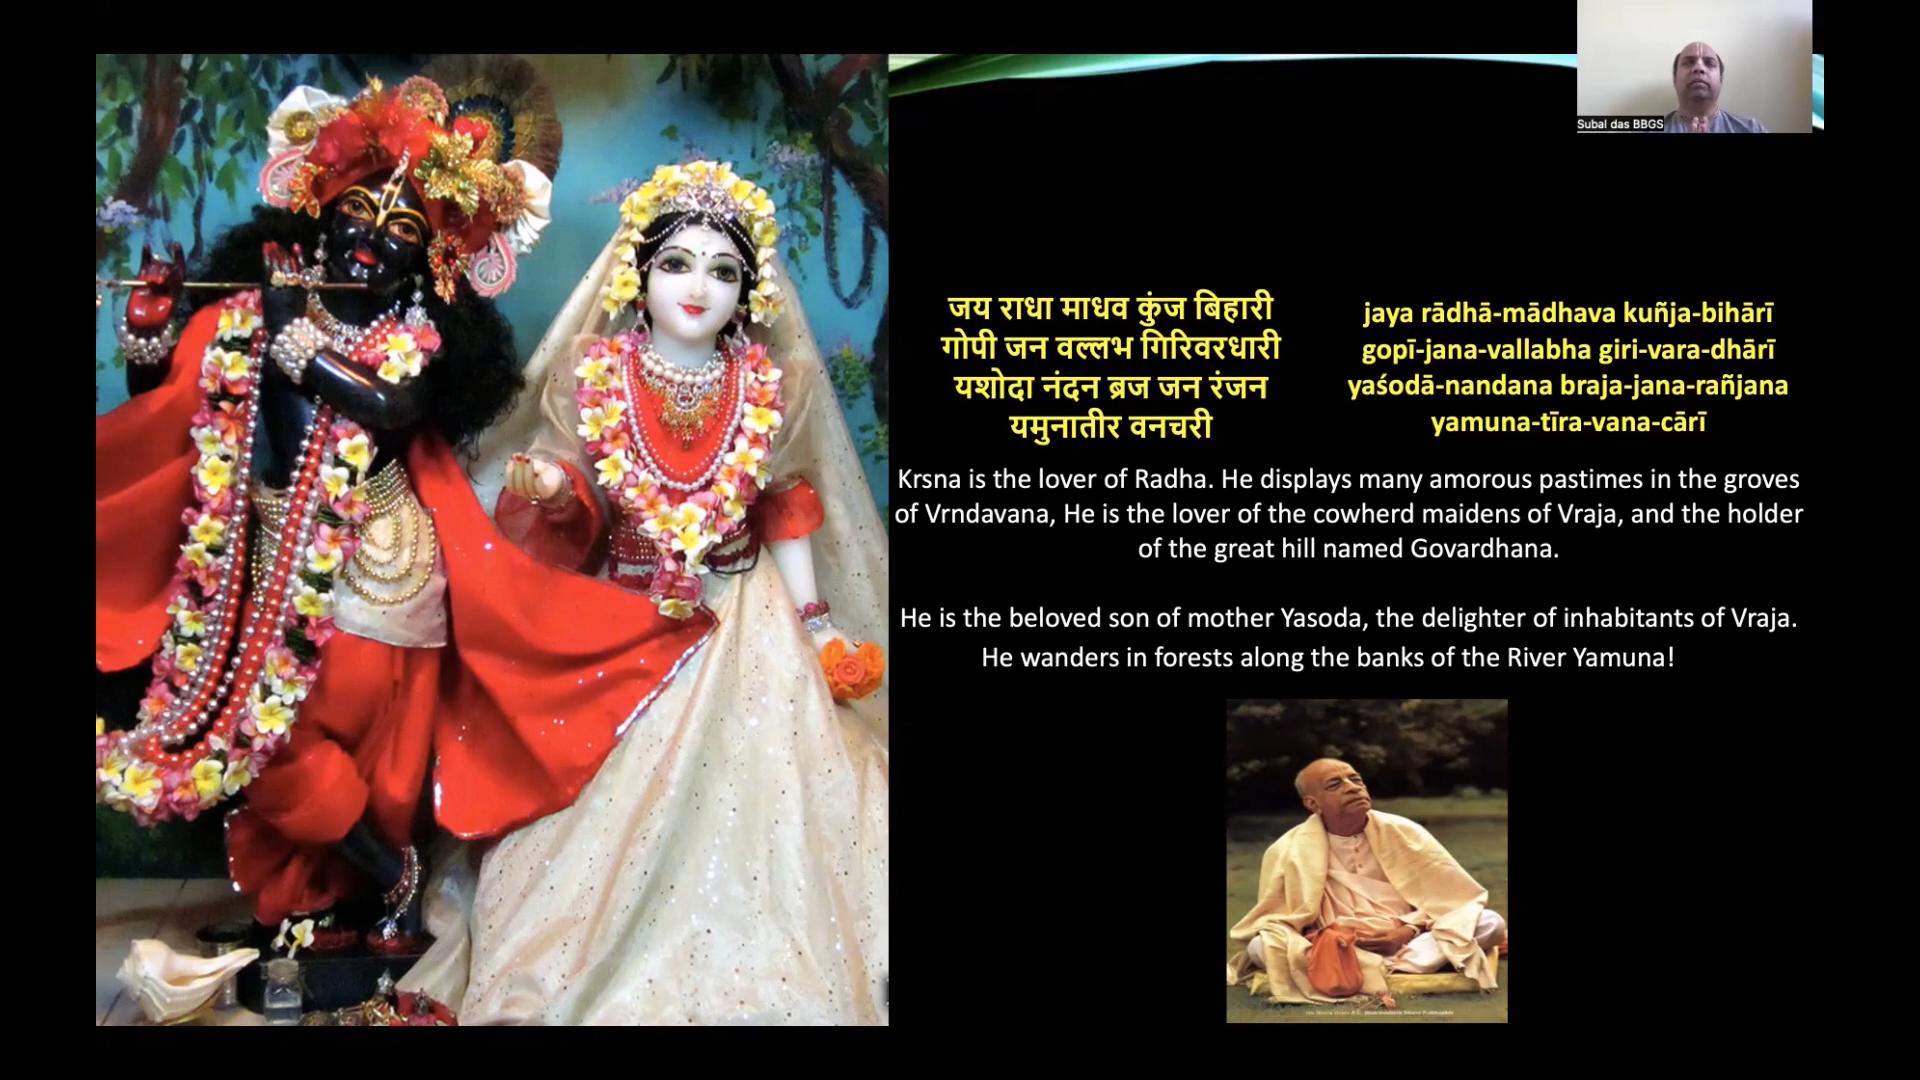 Subal das BBGS
जय राधा माधव कुंज बिहारी
गोपी जन वल्लभ गिरिवरधारी
यशोदा नंदन ब्रज जन रंजन
यमुनातीर वनचरी
jaya rādhā-mādhava kuñja-bihārī
gopī-jana-vallabha giri-vara-dhārī
yaśodā-nandana braja-jana-rañjana
yamuna-tīra-vana-cārī
Krsna is the lover of Radha. He displays many amorous pastimes in the groves
of Vrndavana, He is the lover of the cowherd maidens of Vraja, and the holder
of the great hill named Govardhana.
He is the beloved son of mother Yasoda, the delighter of inhabitants of Vraja.
He wanders in forests along the banks of the River Yamuna!